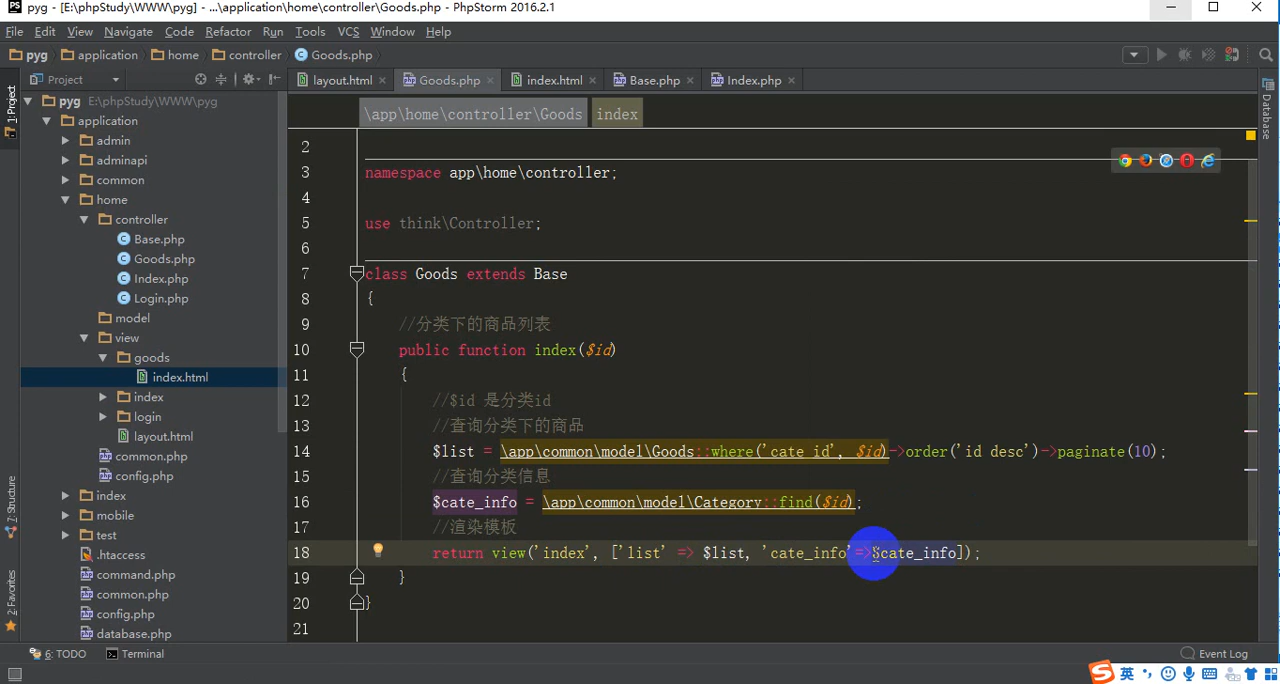 pyg - [E:\phpStudy\WWW\pyg] - ...\application\home\controller\Goods.php - PhpStorm 2016.2.1
File Edit View Navigate Code Refactor Run Tools VCS Window Help
pyg application home controller Goods.php
Project layout.html Goods.php index.html Base.php Index.php
1: Project
7: Structure
2: Favorites
Database
pyg E:\phpStudy\WWW\pyg
application
admin
adminapi
common
home
controller
Base.php
Goods.php
Index.php
Login.php
model
view
goods
index.html
index
login
layout.html
common.php
config.php
index
mobile
test
.htaccess
command.php
common.php
config.php
database.php
\app\home\controller\Goods index
2
3 namespace app\home\controller;
4
5 use think\Controller;
6
7 class Goods extends Base
8 {
9 //分类下的商品列表
10 public function index($id)
11 {
12 //$id 是分类id
13 //查询分类下的商品
14 $list = \app\common\model\Goods::where('cate_id', $id)->order('id desc')->paginate(10);
15 //查询分类信息
16 $cate_info = \app\common\model\Category::find($id);
17 //渲染模板
18 return view('index', ['list' => $list, 'cate_info'=>$cate_info]);
19 }
20 }
21
6: TODO Terminal Event Log
英